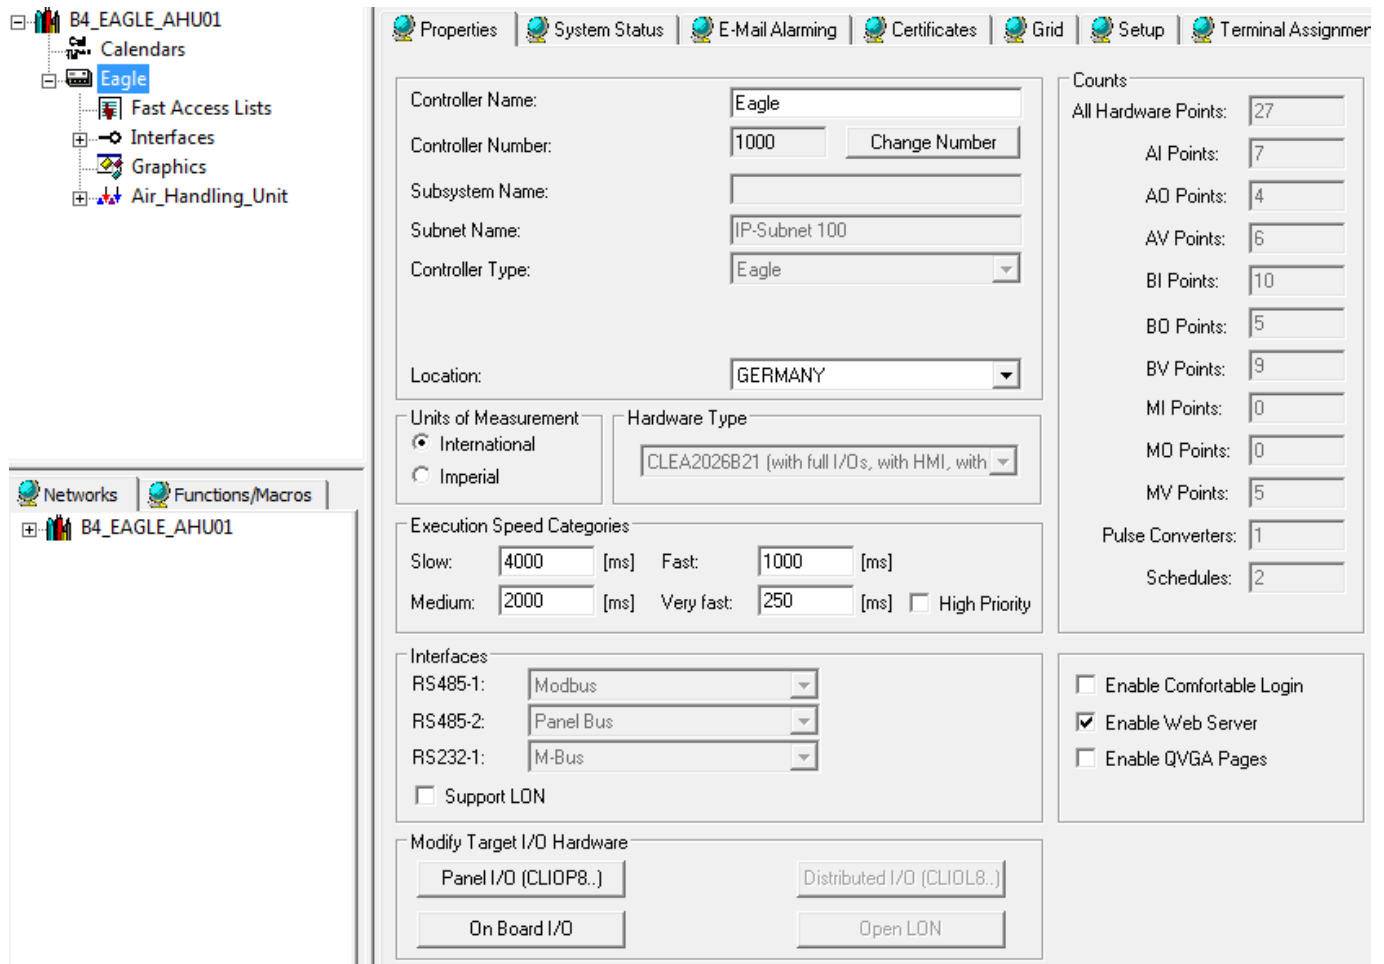 B4_EAGLE_AHU01
Calendars
Eagle
Fast Access Lists
Interfaces
Graphics
Air_Handling_Unit
Networks
Functions/Macros
B4_EAGLE_AHU01
Properties
System Status
E-Mail Alarming
Certificates
Grid
Setup
Terminal Assignmer
Controller Name: Eagle
Controller Number: 1000 Change Number
Subsystem Name:
Subnet Name: IP-Subnet 100
Controller Type: Eagle
Location: GERMANY
Units of Measurement
International
Imperial
Hardware Type
CLEA2026B21 (with full I/Os, with HMI, with
Execution Speed Categories
Slow: 4000 [ms] Fast: 1000 [ms]
Medium: 2000 [ms] Very fast: 250 [ms] High Priority
Interfaces
RS485-1: Modbus
RS485-2: Panel Bus
RS232-1: M-Bus
Support LON
Modify Target I/O Hardware
Panel I/O (CLIOP8..) Distributed I/O (CLIOL8..)
On Board I/O Open LON
Counts
All Hardware Points: 27
AI Points: 7
AO Points: 4
AV Points: 6
BI Points: 10
BO Points: 5
BV Points: 9
MI Points: 0
MO Points: 0
MV Points: 5
Pulse Converters: 1
Schedules: 2
Enable Comfortable Login
Enable Web Server
Enable QVGA Pages